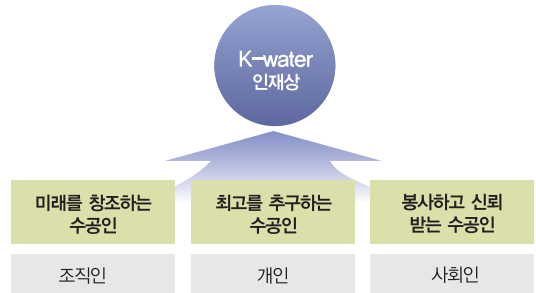 K-water
인재상
미래를 창조하는
수공인
최고를 추구하는
수공인
봉사하고 신뢰
받는 수공인
조직인
개인
사회인